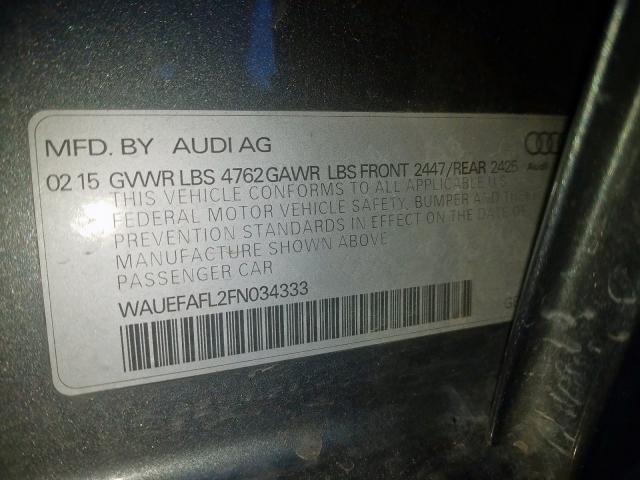 MFD. BY AUDI AG
02 15 GVWR LBS 4762 GAWR LBS FRONT 2447/REAR 2425
Audi
THIS VEHICLE CONFORMS TO ALL APPLICABLE U.S.
FEDERAL MOTOR VEHICLE SAFETY, BUMPER AND
PREVENTION STANDARDS IN EFFECT ON THE DATE OF
MANUFACTURE SHOWN ABOVE
PASSENGER CAR
WAUEFAFL2FN034333